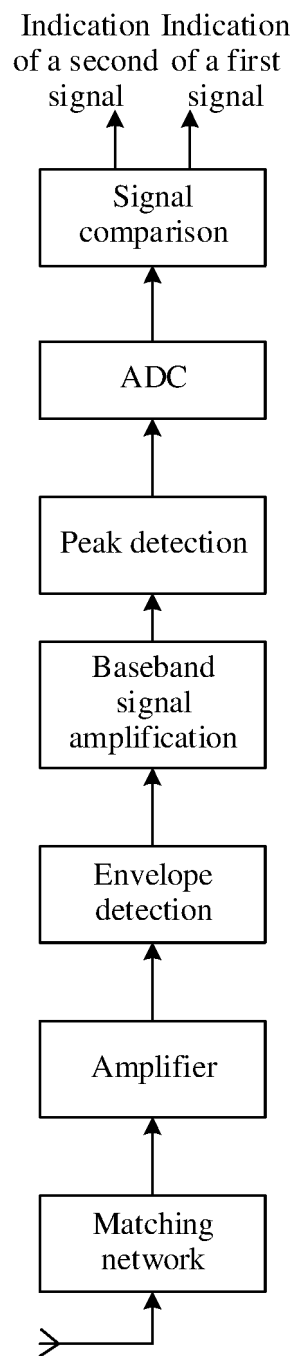 Indication Indication
of a second of a first
signal signal
Signal
comparison
ADC
Peak detection
Baseband
signal
amplification
Envelope
detection
Amplifier
Matching
network